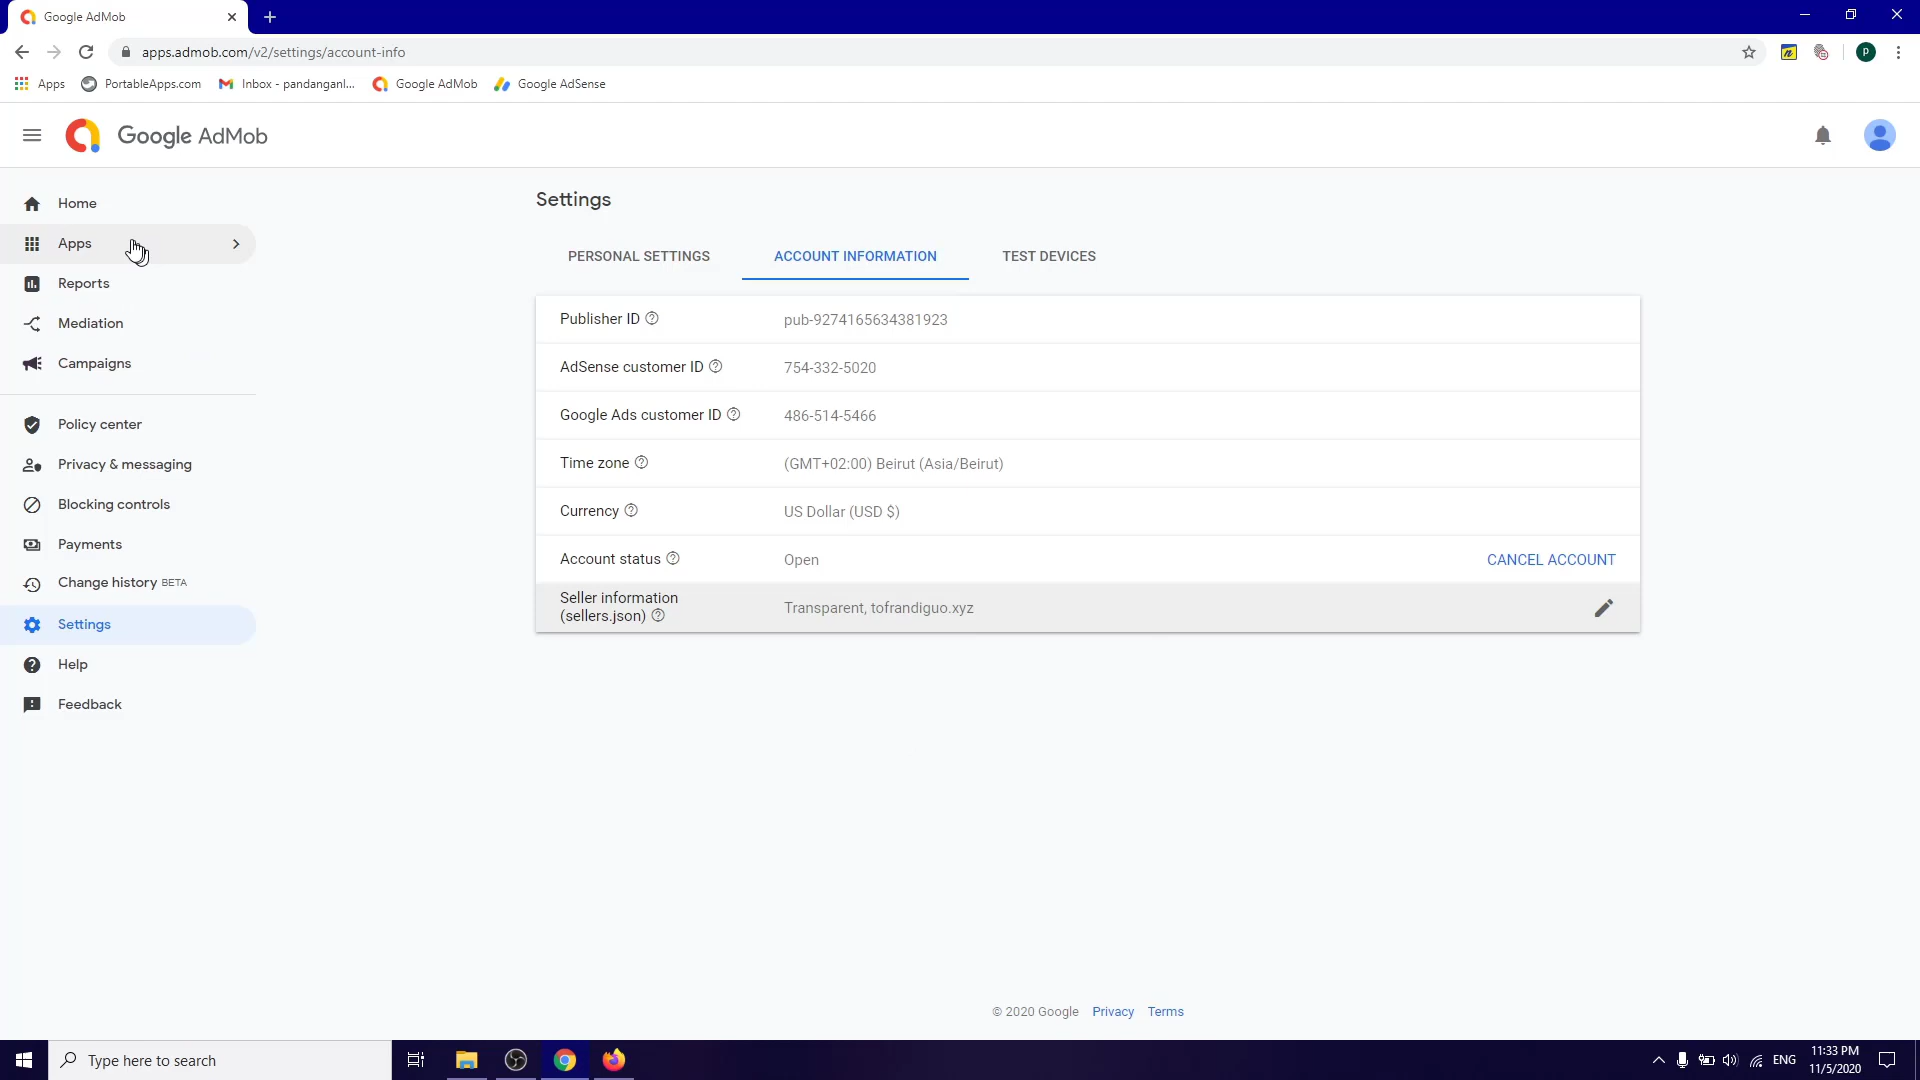 Google AdMob
apps.admob.com/v2/settings/account-info
P
Apps
PortableApps.com
Inbox - pandanganl...
Google AdMob
Google AdSense
Google AdMob
Home
Apps
Reports
Mediation
Campaigns
Policy center
Privacy & messaging
Blocking controls
Payments
Change history BETA
Settings
Help
Feedback
Settings
PERSONAL SETTINGS
ACCOUNT INFORMATION
TEST DEVICES
Publisher ID
pub-9274165634381923
AdSense customer ID
754-332-5020
Google Ads customer ID
486-514-5466
Time zone
(GMT+02:00) Beirut (Asia/Beirut)
Currency
US Dollar (USD $)
Account status
Open
CANCEL ACCOUNT
Seller information
(sellers.json)
Transparent, tofrandiguo.xyz
© 2020 Google Privacy Terms
Type here to search
ENG
11:33 PM
11/5/2020